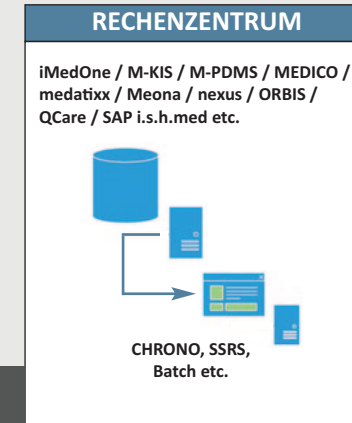 RECHENZENTRUM
iMedOne / M-KIS / M-PDMS / MEDICO /
medatixx / Meona / nexus / ORBIS /
QCare / SAP i.s.h.med etc.
CHRONO, SSRS,
Batch etc.